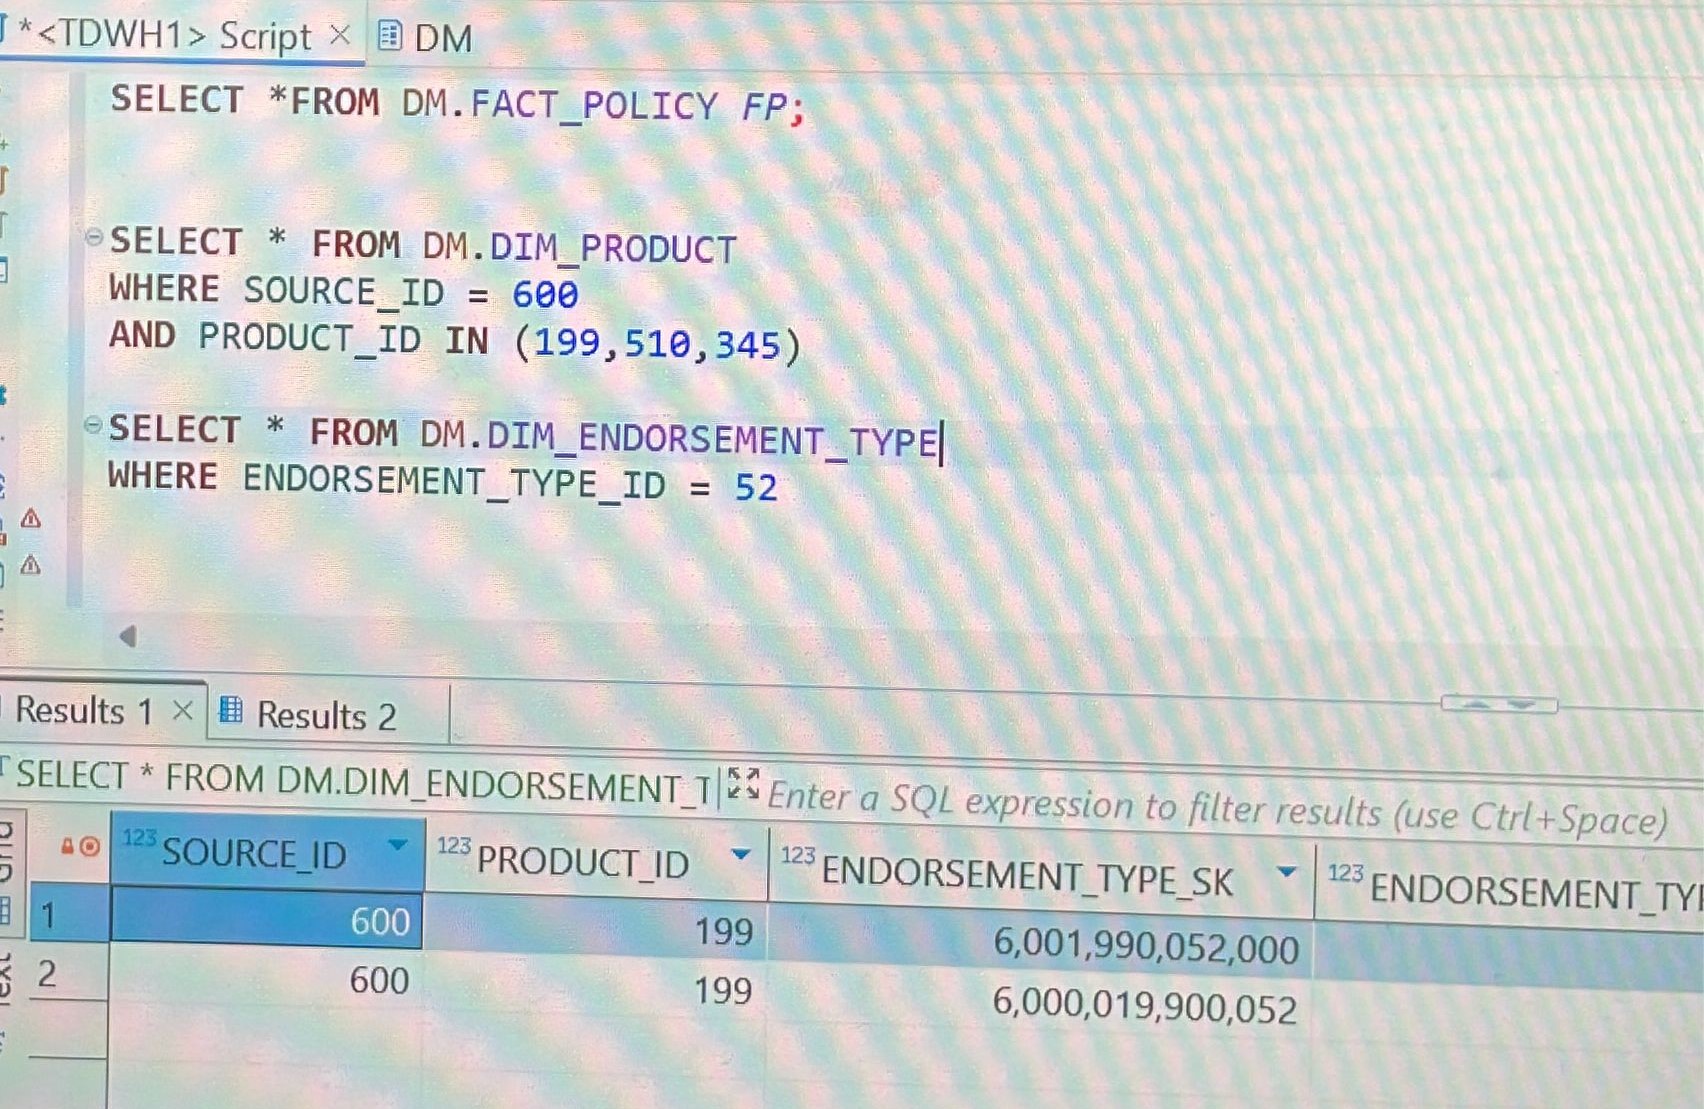 *<TDWH1> Script × DM
SELECT *FROM DM.FACT_POLICY FP;
SELECT * FROM DM.DIM_PRODUCT
WHERE SOURCE_ID = 600
AND PRODUCT_ID IN (199,510,345)
SELECT * FROM DM.DIM_ENDORSEMENT_TYPE
WHERE ENDORSEMENT_TYPE_ID = 52
Results 1 × Results 2
SELECT * FROM DM.DIM_ENDORSEMENT_T Enter a SQL expression to filter results (use Ctrl+Space)
123 SOURCE_ID 123 PRODUCT_ID 123 ENDORSEMENT_TYPE_SK 123 ENDORSEMENT_TYP
1 600 199 6,001,990,052,000
2 600 199 6,000,019,900,052